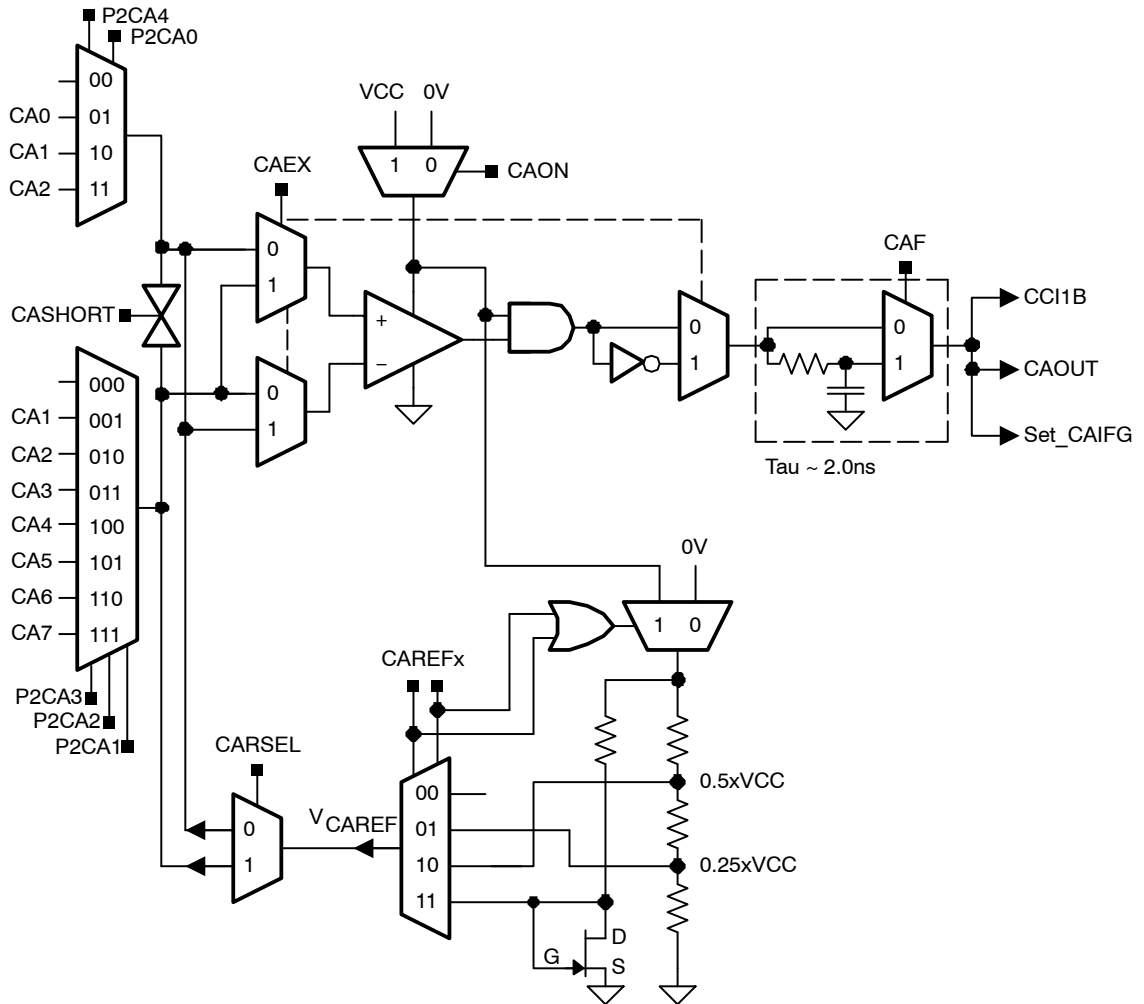 P2CA4
P2CA0
00
CA0 01
CA1 10
CA2 11
VCC 0V
1 0
CAON
CAEX
0
1
CASHORT
0
1
+
−
0
1
CAF
0
1
CCI1B
CAOUT
Set_CAIFG
Tau ~ 2.0ns
000
CA1 001
CA2 010
CA3 011
CA4 100
CA5 101
CA6 110
CA7 111
P2CA3
P2CA2
P2CA1
0V
1 0
CAREFx
CARSEL
0
1
VCAREF
00
01
10
11
0.5xVCC
0.25xVCC
D
G
S